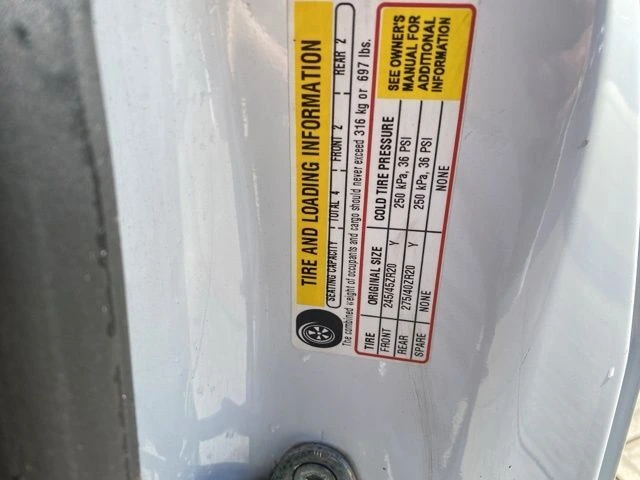 TIRE AND LOADING INFORMATION
SEATING CAPACITY TOTAL 4 FRONT 2 REAR 2
The combined weight of occupants and cargo should never exceed 316 kg or 697 lbs.
TIRE ORIGINAL SIZE COLD TIRE PRESSURE
FRONT 245/45ZR20 Y 250 kPa, 36 PSI
REAR 275/40ZR20 Y 250 kPa, 36 PSI
SPARE NONE NONE
SEE OWNER'S
MANUAL FOR
ADDITIONAL
INFORMATION